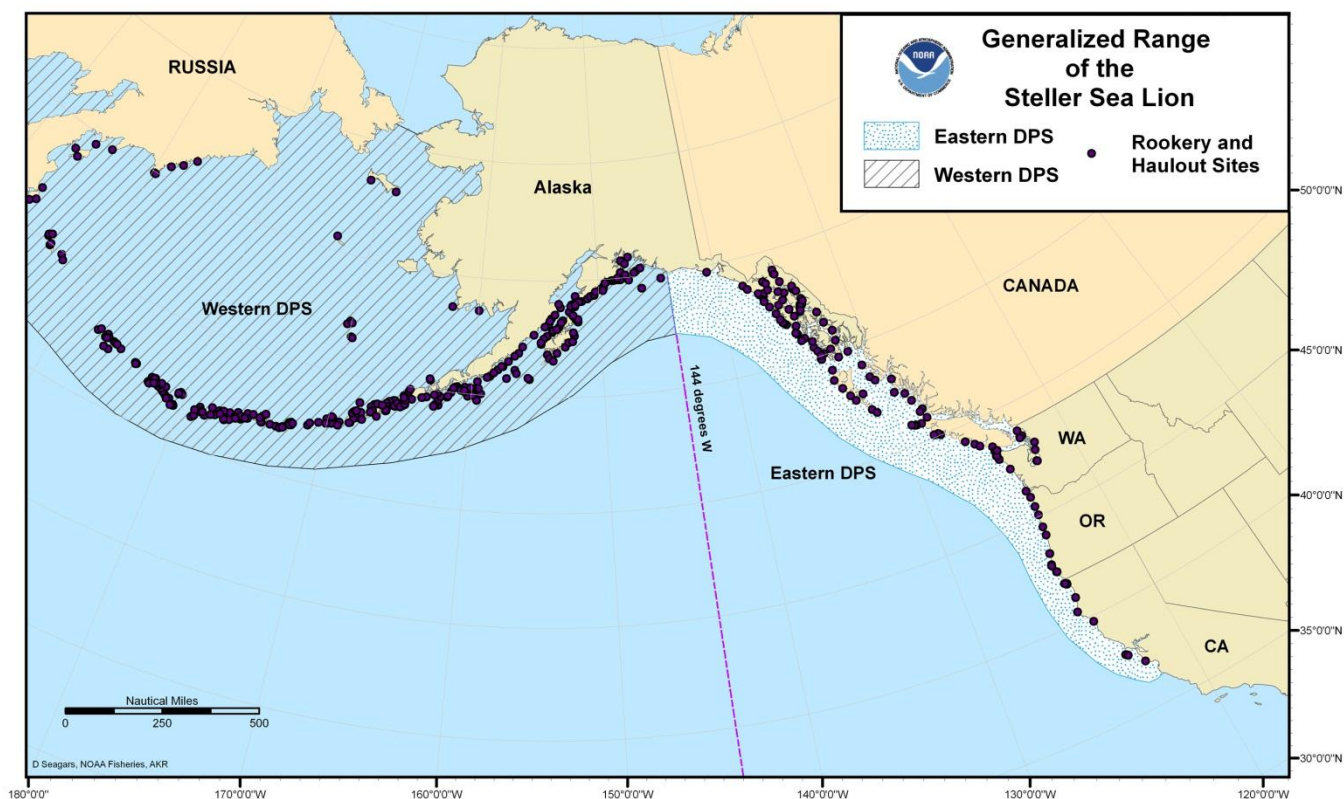 Generalized Range
of the
Steller Sea Lion
NOAA
Eastern DPS
Western DPS
Rookery and
Haulout Sites
RUSSIA
Alaska
CANADA
Western DPS
144 degrees W
Eastern DPS
WA
OR
CA
50°0'0"N
45°0'0"N
40°0'0"N
35°0'0"N
30°0'0"N
Nautical Miles
0 250 500
D Seagars, NOAA Fisheries, AKR
180°0'0" 170°0'0"W 160°0'0"W 150°0'0"W 140°0'0"W 130°0'0"W 120°0'0"W